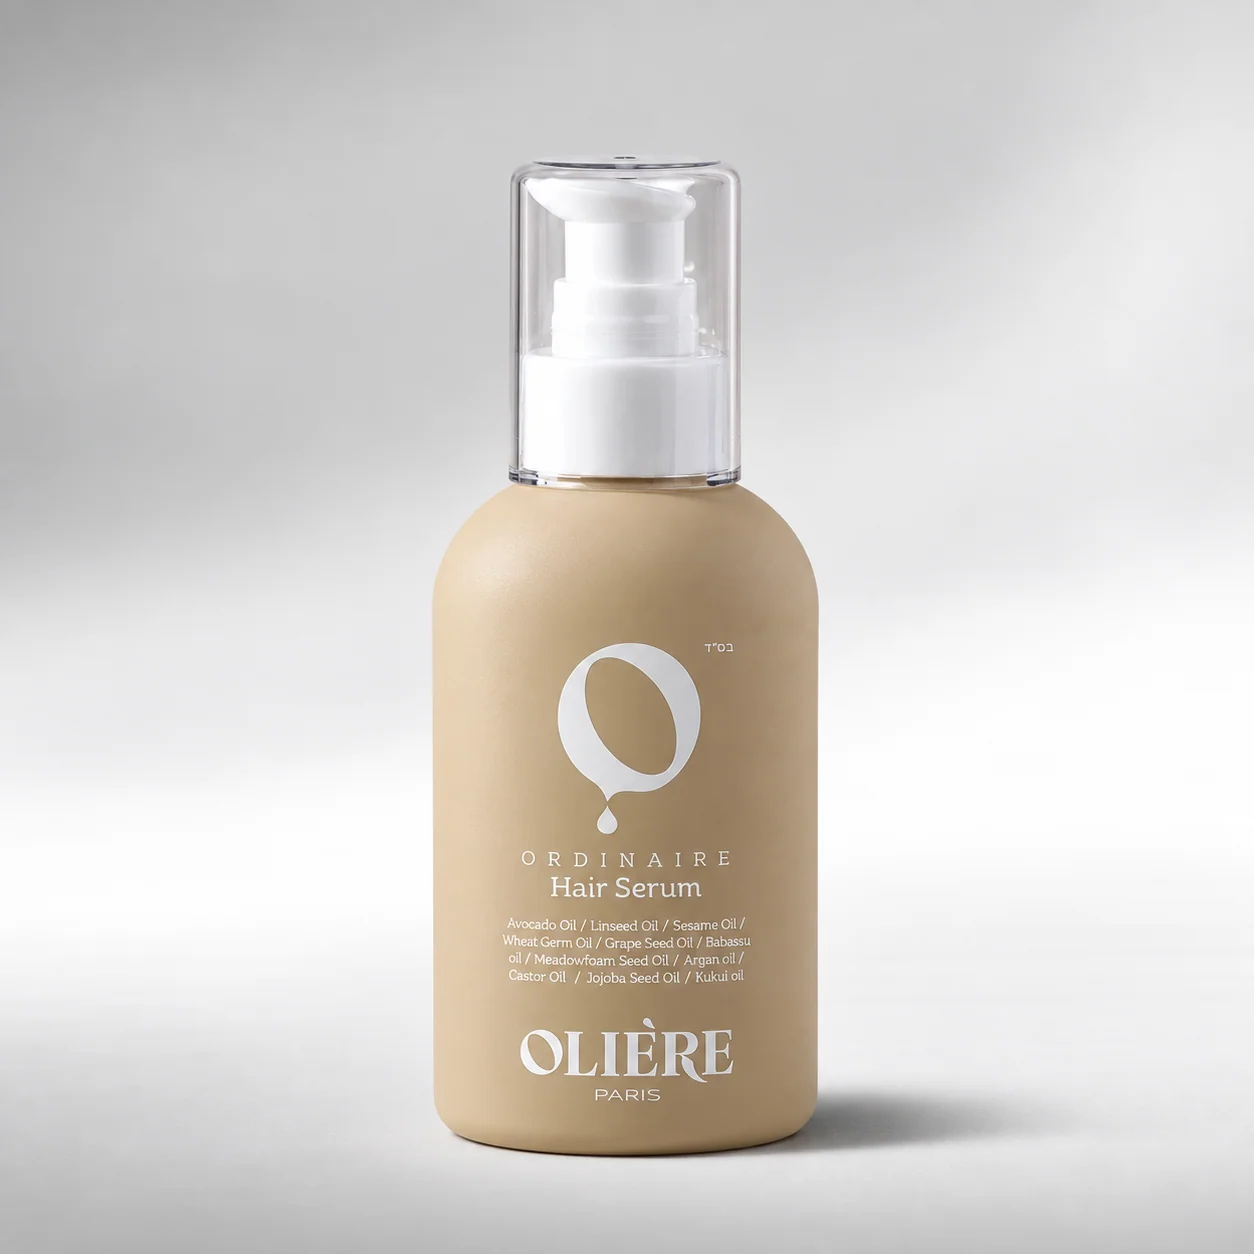 בס״ד
O
ORDINAIRE
Hair Serum
Avocado Oil / Linseed Oil / Sesame Oil /
Wheat Germ Oil / Grape Seed Oil / Babassu
oil / Meadowfoam Seed Oil / Argan oil /
Castor Oil / Jojoba Seed Oil / Kukui oil
OLIÈRE
PARIS